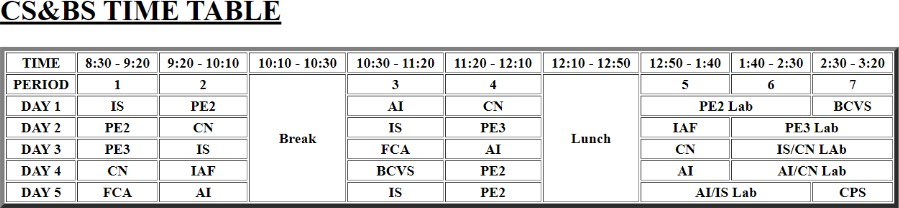 CS&BS TIME TABLE
TIME 8:30 - 9:20 9:20 - 10:10 10:10 - 10:30 10:30 - 11:20 11:20 - 12:10 12:10 - 12:50 12:50 - 1:40 1:40 - 2:30 2:30 - 3:20
PERIOD 1 2 Break 3 4 Lunch 5 6 7
DAY 1 IS PE2 AI CN PE2 Lab BCVS
DAY 2 PE2 CN IS PE3 IAF PE3 Lab
DAY 3 PE3 IS FCA AI CN IS/CN LAb
DAY 4 CN IAF BCVS PE2 AI AI/CN Lab
DAY 5 FCA AI IS PE2 AI/IS Lab CPS